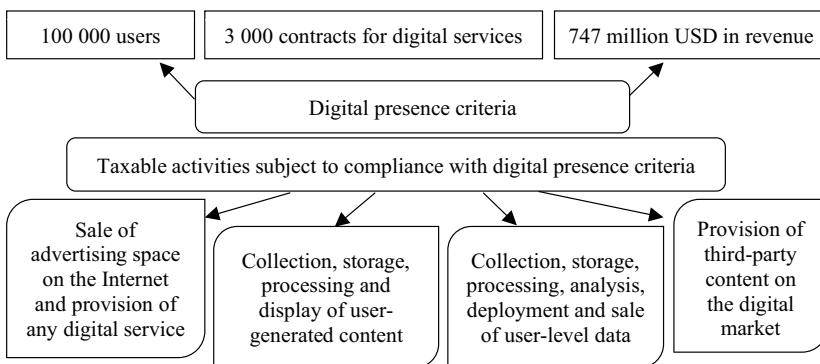 100 000 users
3 000 contracts for digital services
747 million USD in revenue
Digital presence criteria
Taxable activities subject to compliance with digital presence criteria
Sale of
advertising space
on the Internet
and provision of
any digital service
Collection, storage,
processing and
display of user-
generated content
Collection, storage,
processing, analysis,
deployment and sale
of user-level data
Provision of
third-party
content on
the digital
market